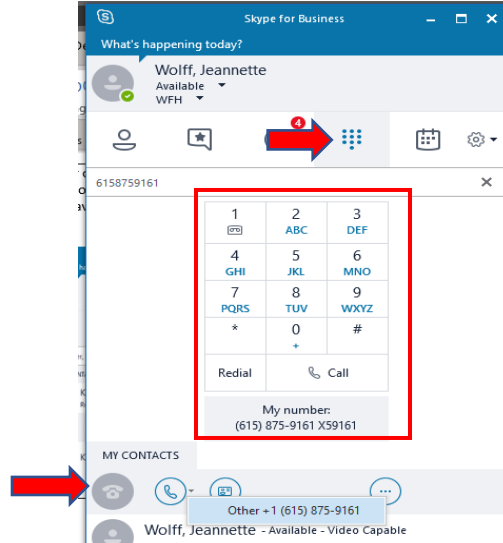 Skype for Business
What's happening today?
Wolff, Jeannette
Available
WFH
4
6158759161
1 2 3
ABC DEF
4 5 6
GHI JKL MNO
7 8 9
PQRS TUV WXYZ
* 0 #
+
Redial Call
My number:
(615) 875-9161 X59161
MY CONTACTS
Other +1 (615) 875-9161
Wolff, Jeannette - Available - Video Capable